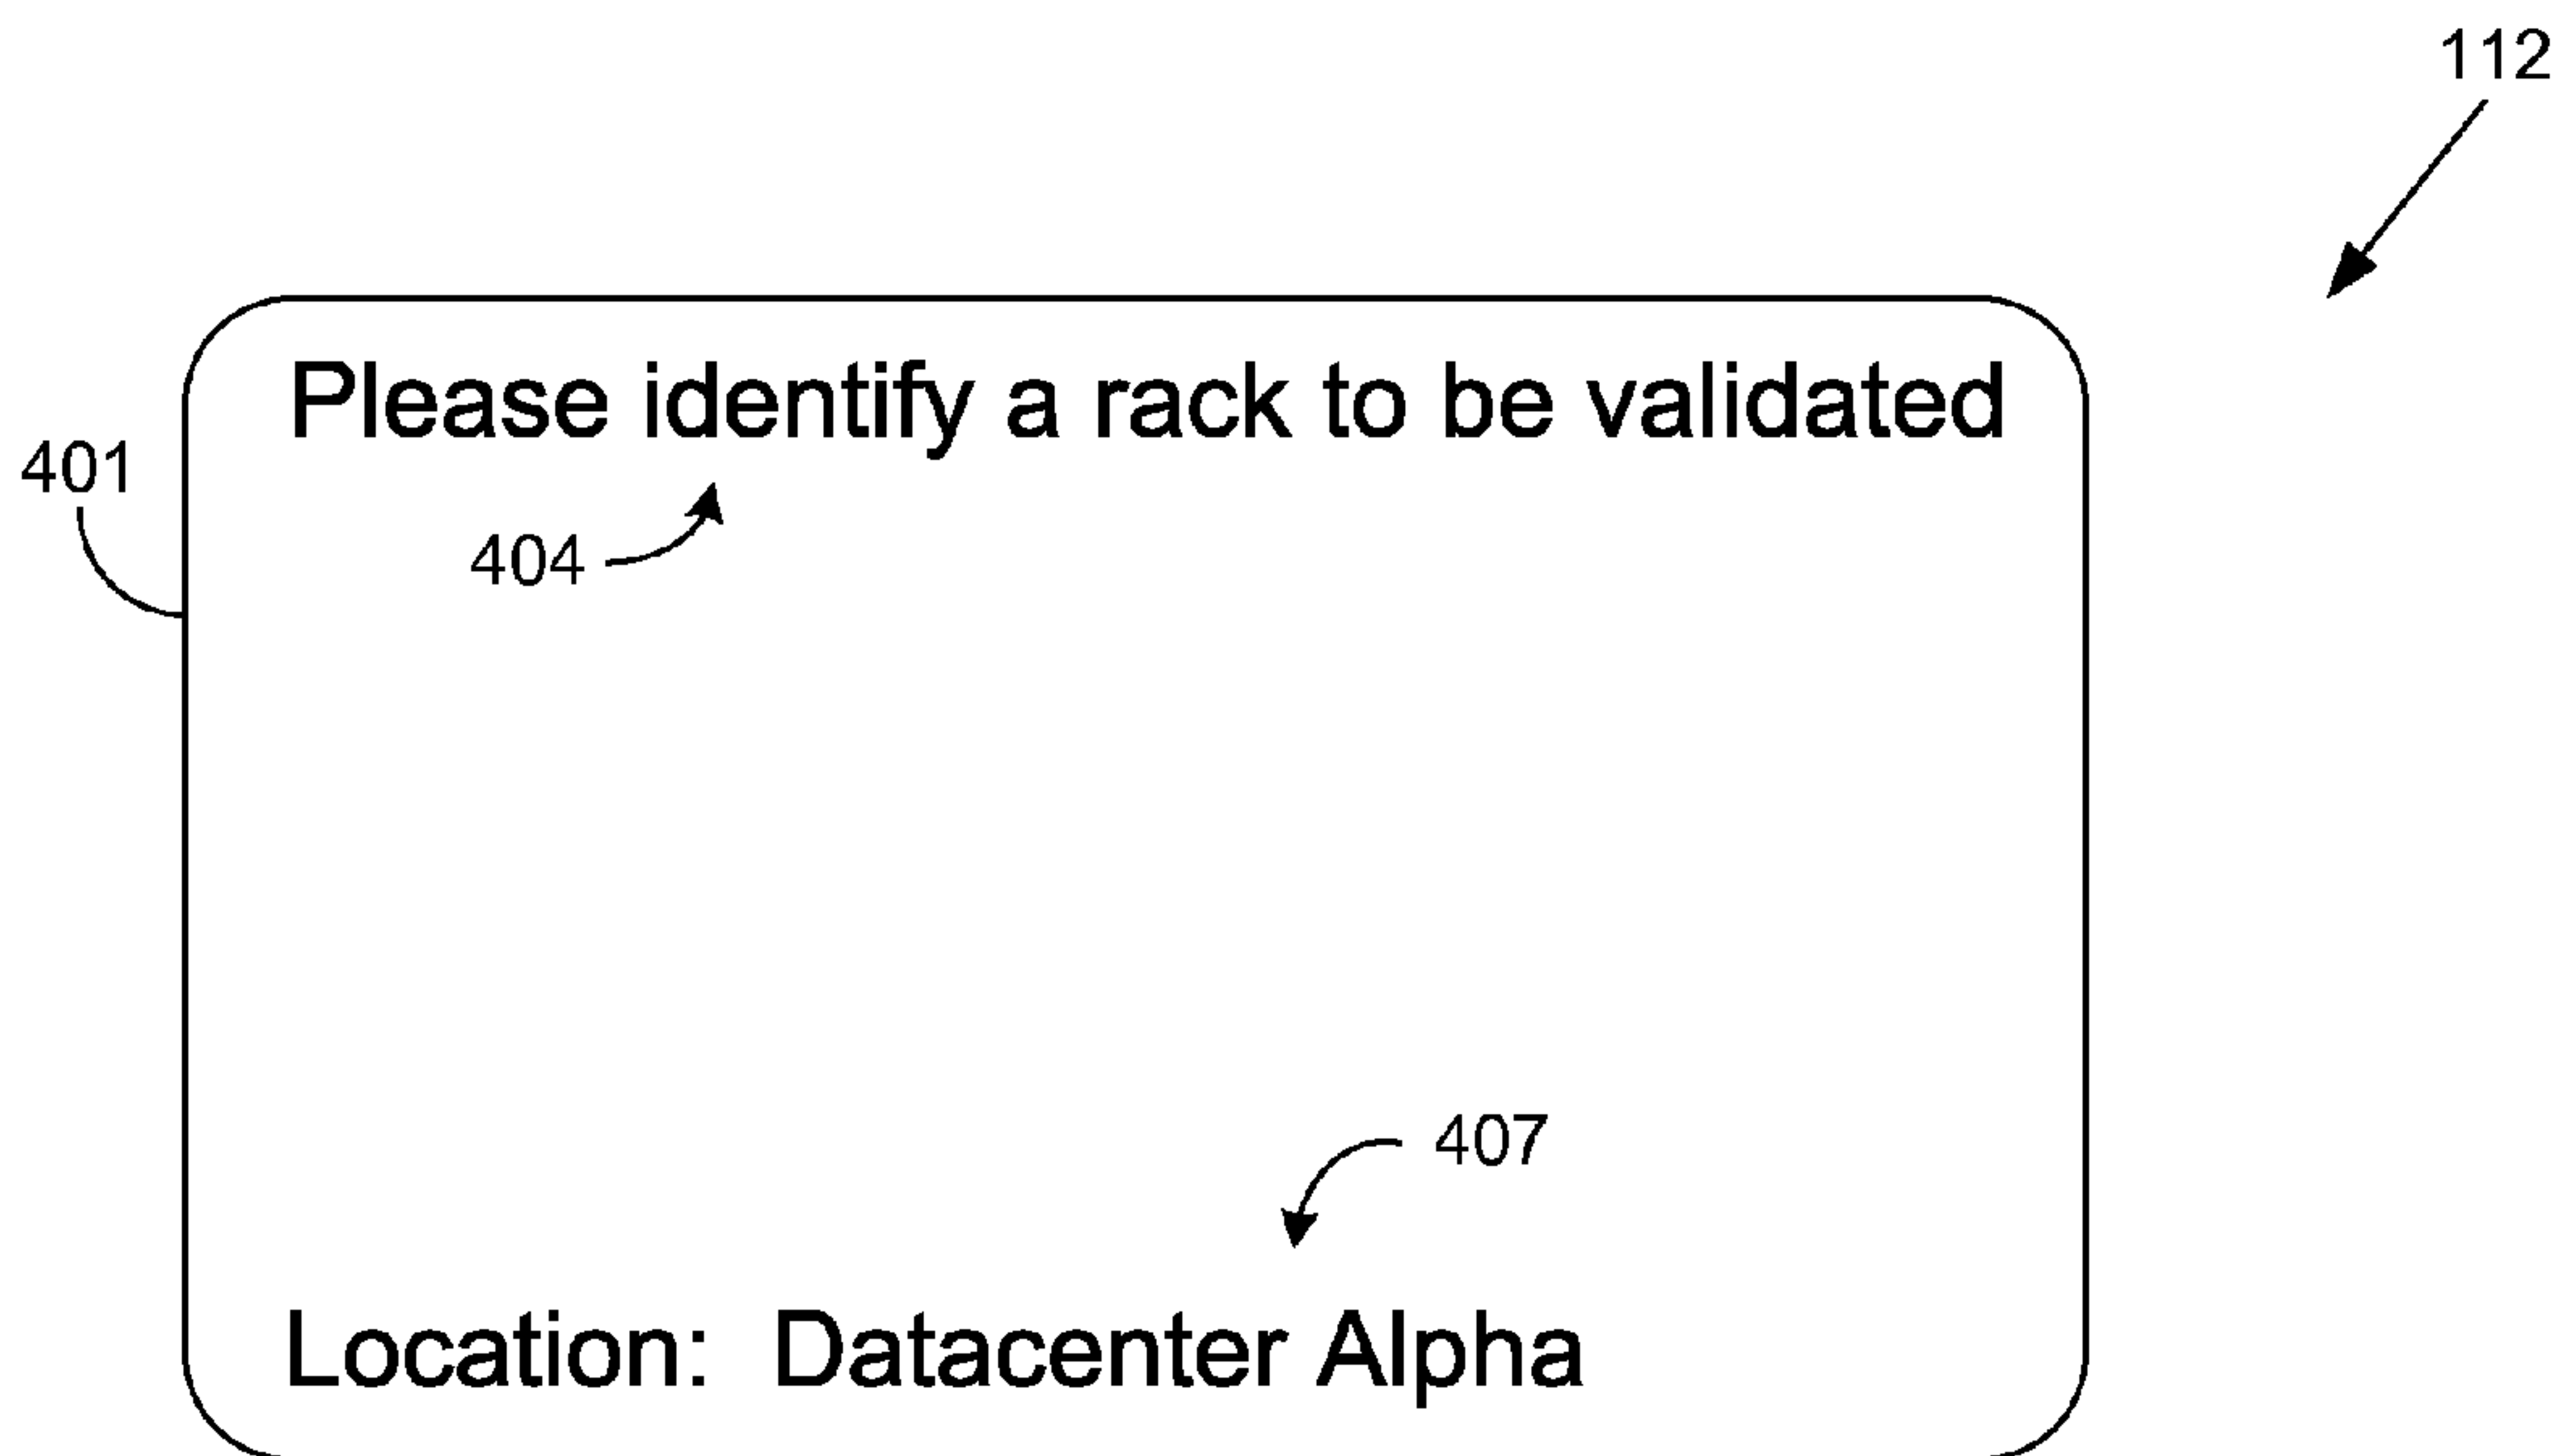 112
Please identify a rack to be validated
401
404
407
Location: Datacenter Alpha